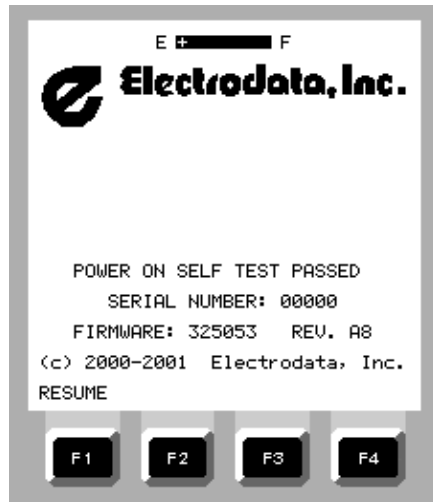 E F
Electrodata, Inc.
POWER ON SELF TEST PASSED
SERIAL NUMBER: 00000
FIRMWARE: 325053 REV. A8
(c) 2000-2001 Electrodata, Inc.
RESUME
F1 F2 F3 F4